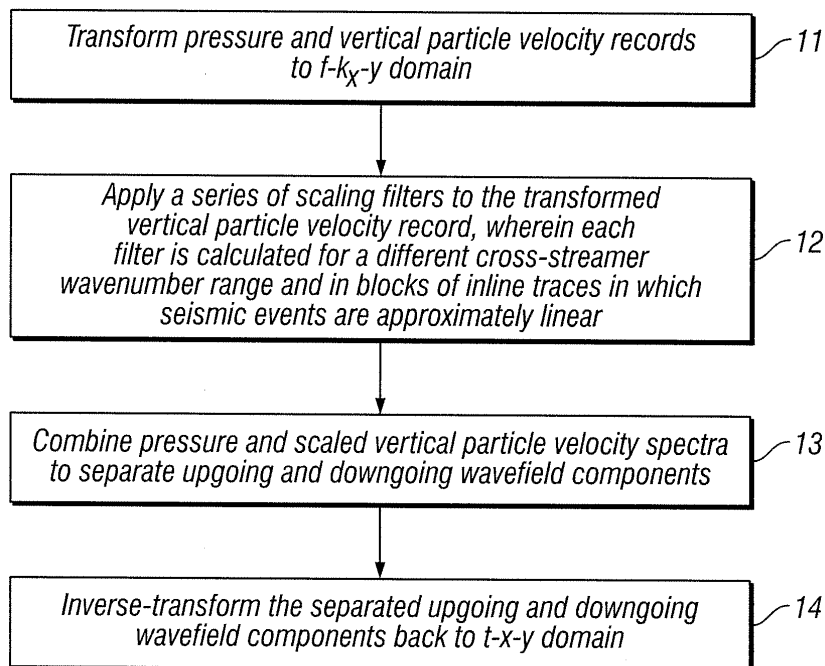 Transform pressure and vertical particle velocity records
to f-kx-y domain
11
Apply a series of scaling filters to the transformed
vertical particle velocity record, wherein each
filter is calculated for a different cross-streamer
wavenumber range and in blocks of inline traces in which
seismic events are approximately linear
12
Combine pressure and scaled vertical particle velocity spectra
to separate upgoing and downgoing wavefield components
13
Inverse-transform the separated upgoing and downgoing
wavefield components back to t-x-y domain
14